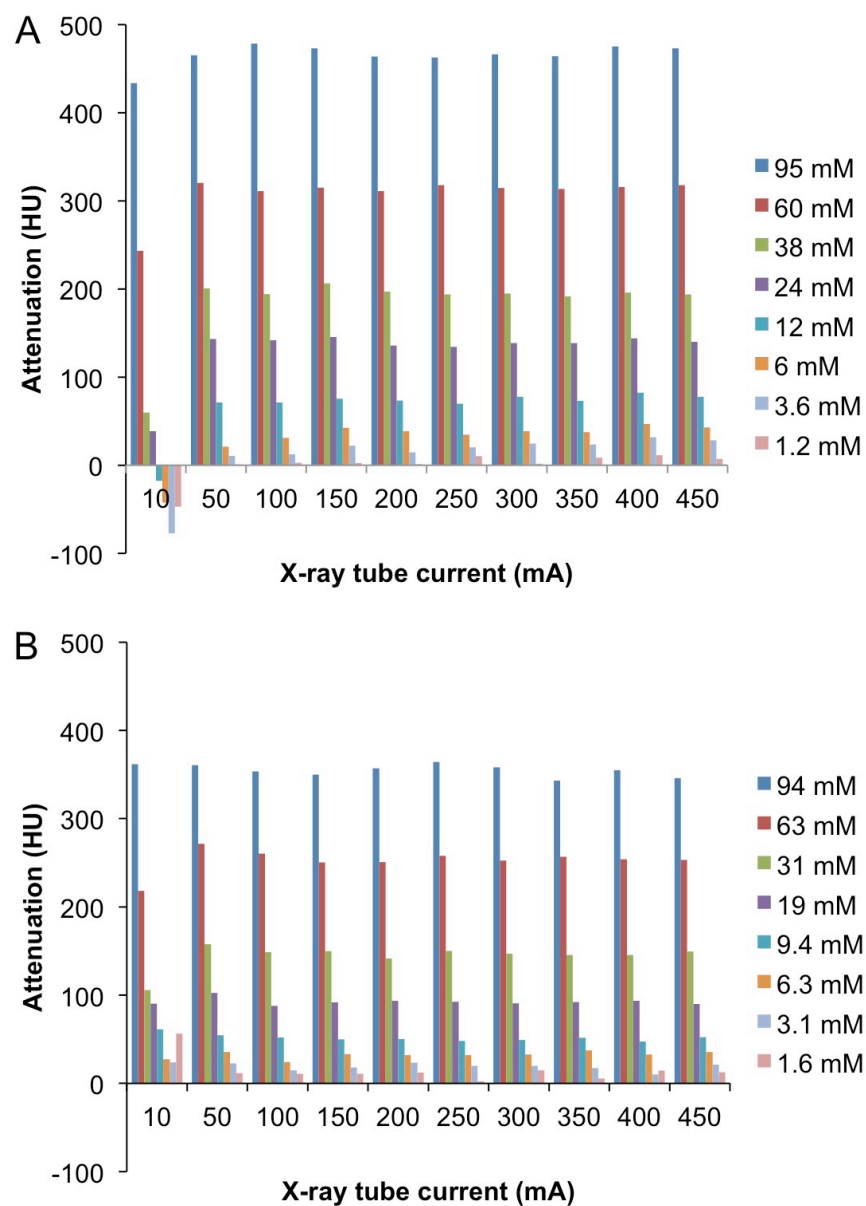 A
500
400
300
200
100
0
-100
Attenuation (HU)
10 50 100 150 200 250 300 350 400 450
X-ray tube current (mA)
95 mM
60 mM
38 mM
24 mM
12 mM
6 mM
3.6 mM
1.2 mM
B
500
400
300
200
100
0
-100
Attenuation (HU)
10 50 100 150 200 250 300 350 400 450
X-ray tube current (mA)
94 mM
63 mM
31 mM
19 mM
9.4 mM
6.3 mM
3.1 mM
1.6 mM